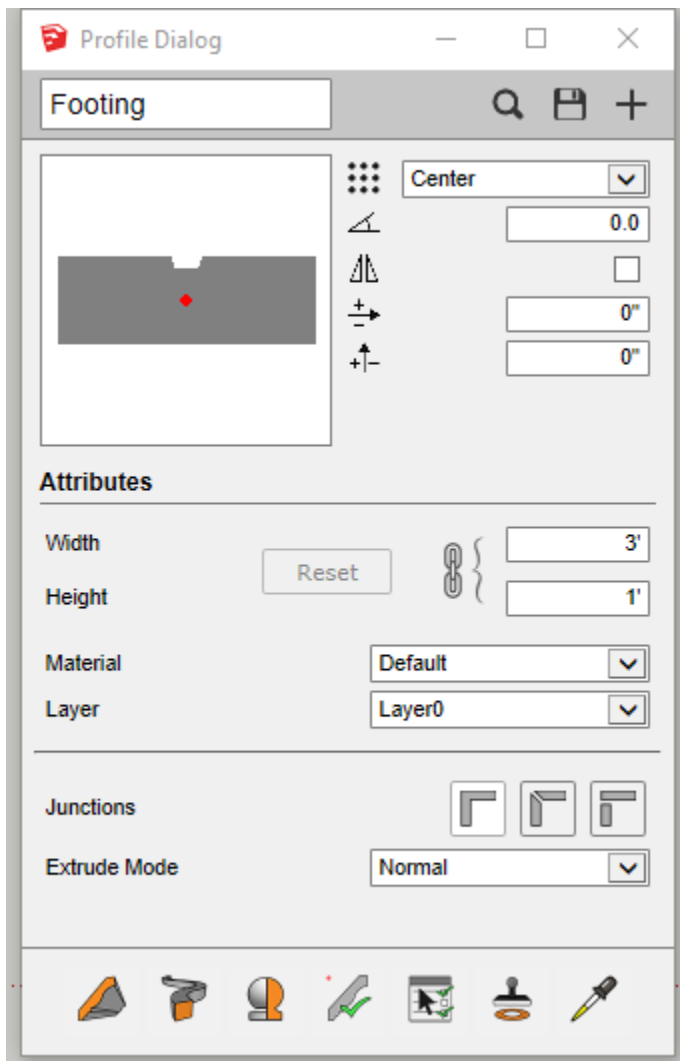 Profile Dialog
Footing
Center
0.0
0"
0"
Attributes
Width 3'
Reset
Height 1'
Material Default
Layer Layer0
Junctions
Extrude Mode Normal